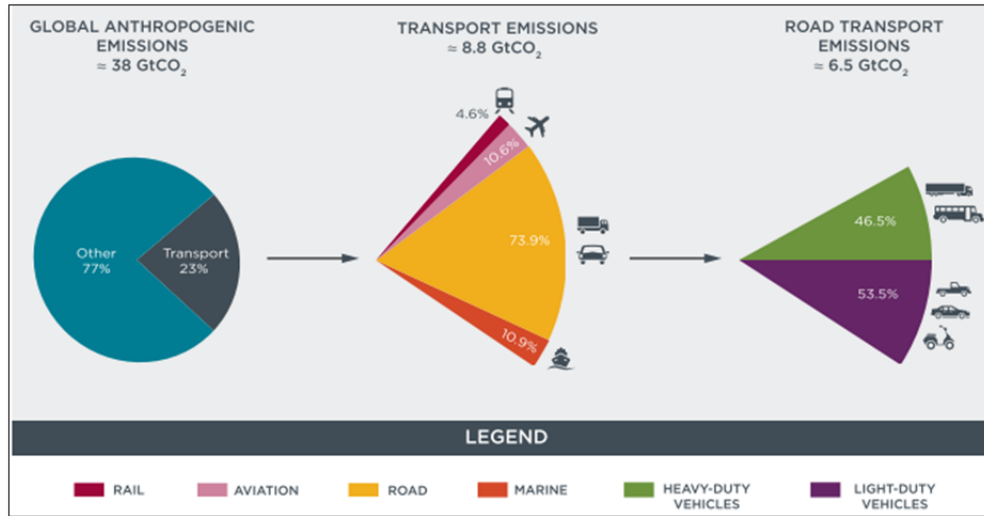 GLOBAL ANTHROPOGENIC
EMISSIONS
≈ 38 GtCO₂
TRANSPORT EMISSIONS
≈ 8.8 GtCO₂
ROAD TRANSPORT
EMISSIONS
≈ 6.5 GtCO₂
Other
77%
Transport
23%
4.6%
10.6%
73.9%
10.9%
46.5%
53.5%
LEGEND
RAIL
AVIATION
ROAD
MARINE
HEAVY-DUTY
VEHICLES
LIGHT-DUTY
VEHICLES